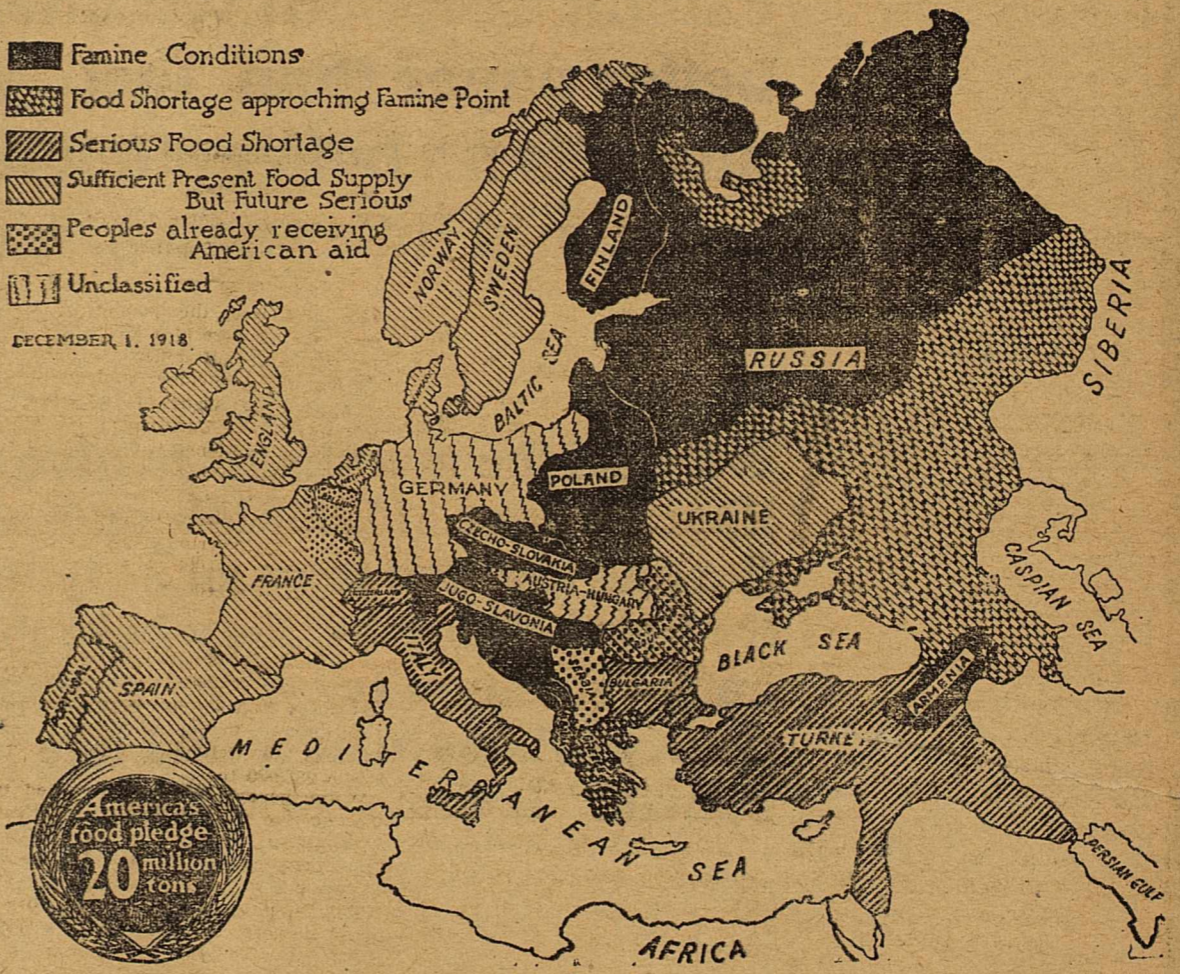 Famine Conditions
Food Shortage approching Famine Point
Serious Food Shortage
Sufficient Present Food Supply
But Future Serious
Peoples already receiving
American aid
Unclassified
DECEMBER 1, 1918
NORWAY
SWEDEN
FINLAND
RUSSIA
SIBERIA
BALTIC SEA
ENGLAND
GERMANY
POLAND
UKRAINE
CZECHO-SLOVAKIA
AUSTRIA-HUNGARY
JUGO-SLAVONIA
FRANCE
ITALY
SPAIN
PORTUGAL
SERBIA
BULGARIA
BLACK SEA
CASPIAN SEA
ARMENIA
TURKEY
MEDITERRANEAN SEA
PERSIAN GULF
AFRICA
America's
food pledge
20 million
tons